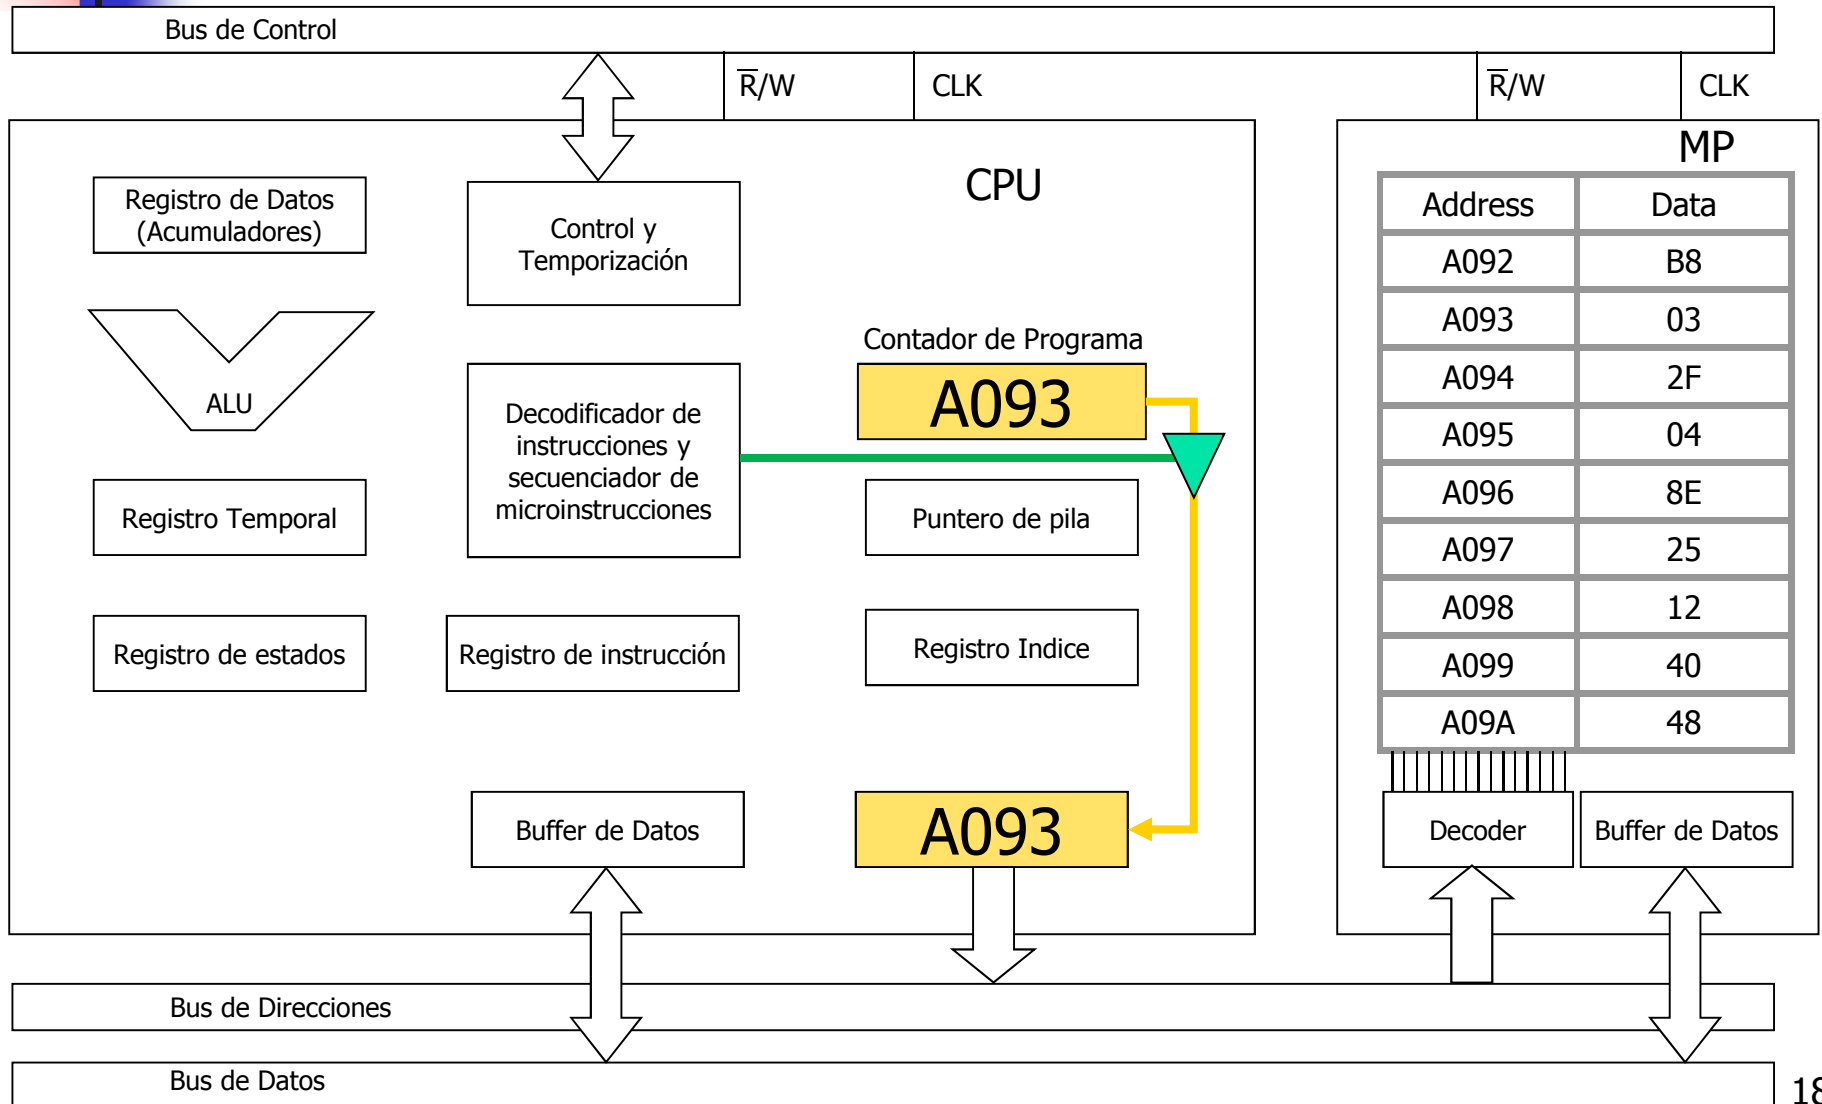 Bus de Control
R/W
CLK
R/W
CLK
CPU
MP
Registro de Datos
(Acumuladores)
Control y
Temporización
ALU
Decodificador de
instrucciones y
secuenciador de
microinstrucciones
Contador de Programa
A093
Registro Temporal
Puntero de pila
Registro de estados
Registro de instrucción
Registro Indice
Buffer de Datos
A093
Address Data
A092 B8
A093 03
A094 2F
A095 04
A096 8E
A097 25
A098 12
A099 40
A09A 48
Decoder
Buffer de Datos
Bus de Direcciones
Bus de Datos
18